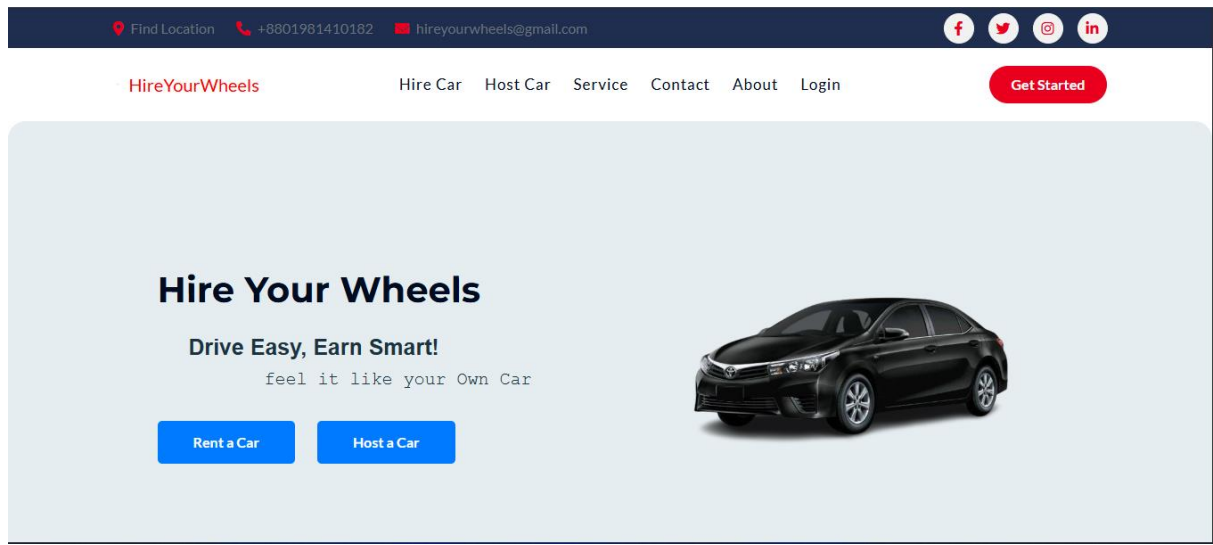 Find Location +8801981410182 hireyourwheels@gmail.com
HireYourWheels Hire Car Host Car Service Contact About Login Get Started
Hire Your Wheels
Drive Easy, Earn Smart!
feel it like your Own Car
Rent a Car Host a Car